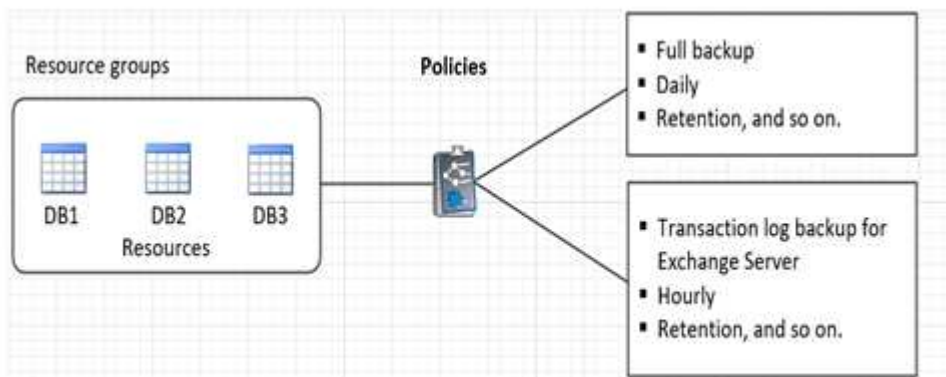 Resource groups
DB1
DB2
DB3
Resources
Policies
▪ Full backup
▪ Daily
▪ Retention, and so on.
▪ Transaction log backup for
Exchange Server
▪ Hourly
▪ Retention, and so on.